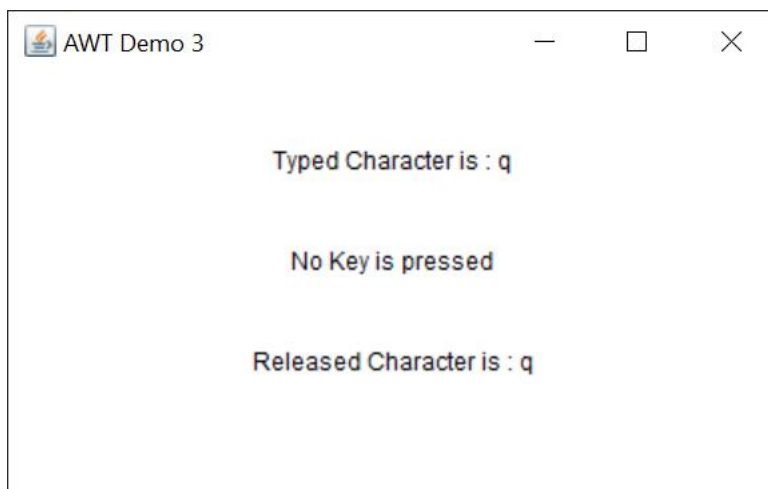 AWT Demo 3
Typed Character is : q
No Key is pressed
Released Character is : q